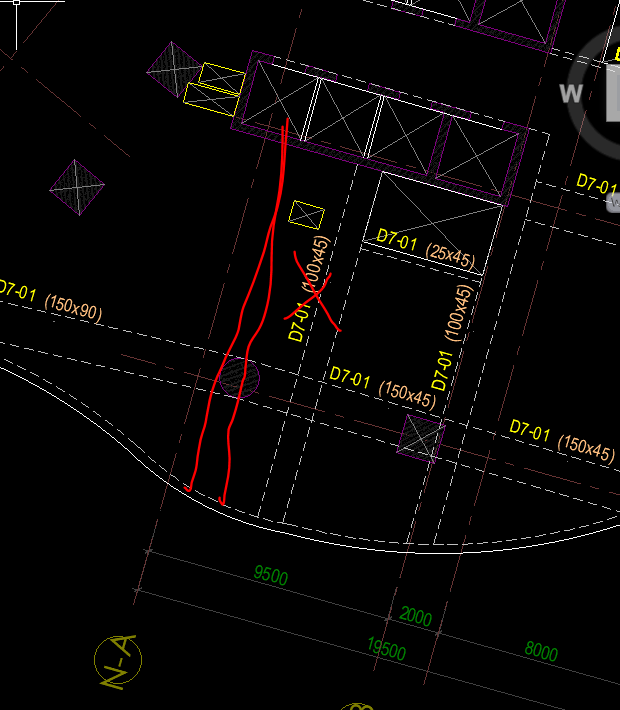 W
D7-01
D7-01 (25x45)
D7-01 (100x45)
D7-01 (150x90)
D7-01 (100x45)
D7-01 (150x45)
D7-01 (150x45)
9500
2000
19500
8000
N-A